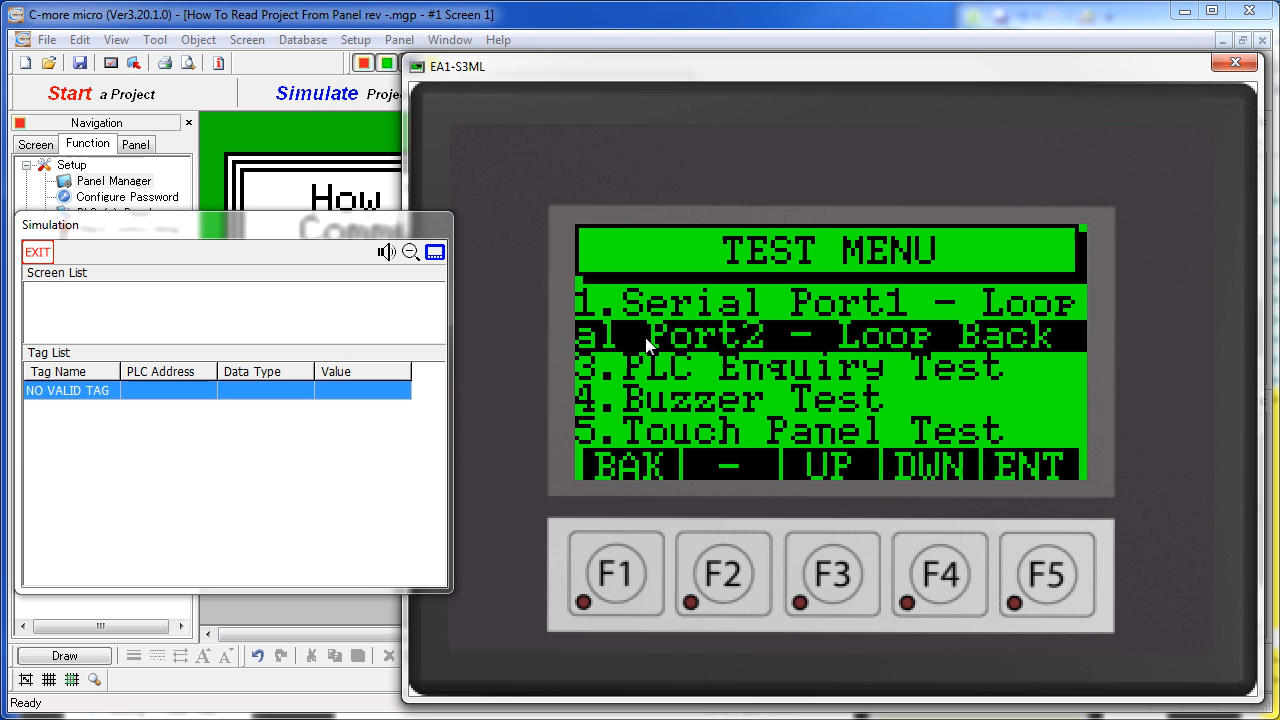 C-more micro (Ver3.20.1.0) - [How To Read Project From Panel rev -.mgp - #1 Screen 1]
File Edit View Tool Object Screen Database Setup Panel Window Help
EA1-S3ML
Start a Project
Simulate Proje
Navigation
Screen Function Panel
Setup
Panel Manager
Configure Password
How
Simulation
EXIT
Screen List
Tag List
Tag Name PLC Address Data Type Value
NO VALID TAG
TEST MENU
1.Serial Port1 - Loop
al Port2 - Loop Back
3.PLC Enquiry Test
4.Buzzer Test
5.Touch Panel Test
BAK - UP DWN ENT
F1 F2 F3 F4 F5
Draw
Ready